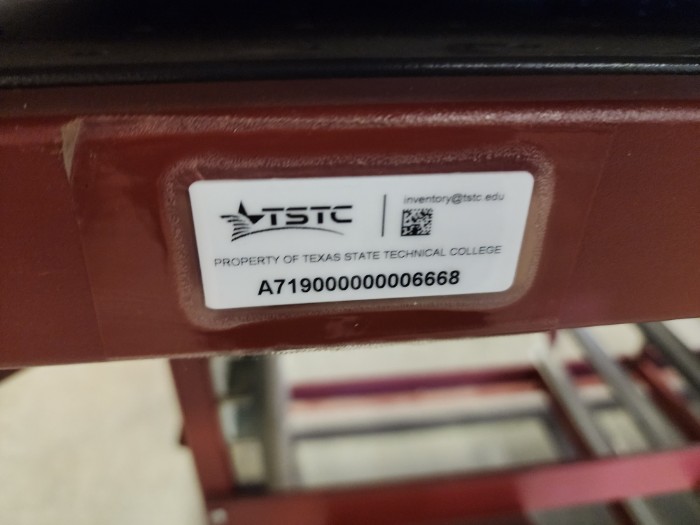 TSTC
inventory@tstc.edu
PROPERTY OF TEXAS STATE TECHNICAL COLLEGE
A719000000006668